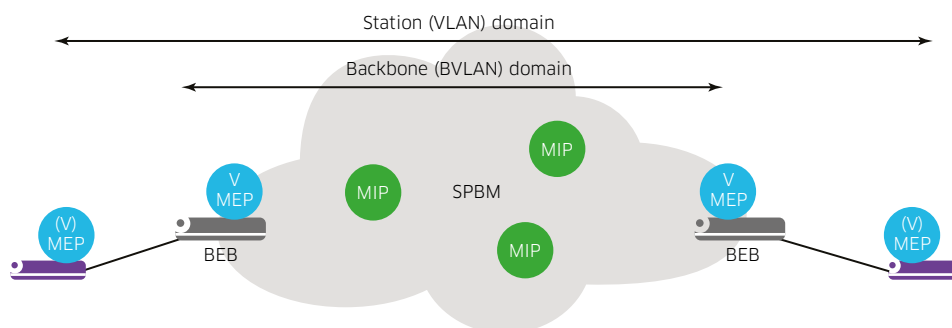 Station (VLAN) domain
Backbone (BVLAN) domain
MIP
V
MEP
MIP
SPBM
V
MEP
(V)
MEP
BEB
MIP
BEB
(V)
MEP